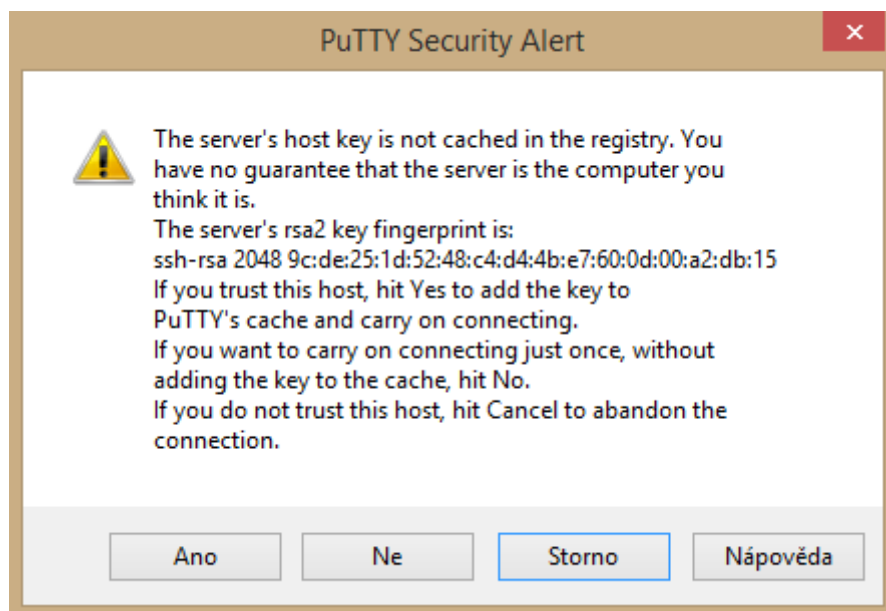 PuTTY Security Alert
The server's host key is not cached in the registry. You
have no guarantee that the server is the computer you
think it is.
The server's rsa2 key fingerprint is:
ssh-rsa 2048 9c:de:25:1d:52:48:c4:d4:4b:e7:60:0d:00:a2:db:15
If you trust this host, hit Yes to add the key to
PuTTY's cache and carry on connecting.
If you want to carry on connecting just once, without
adding the key to the cache, hit No.
If you do not trust this host, hit Cancel to abandon the
connection.
Ano Ne Storno Nápověda